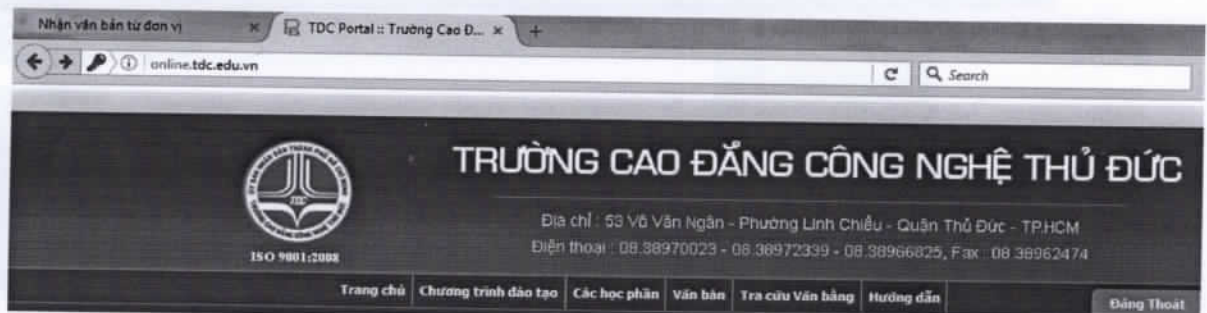 Nhận văn bản từ đơn vị × TDC Portal :: Trường Cao Đ... × +
online.tdc.edu.vn Search
TRƯỜNG CAO ĐẲNG CÔNG NGHỆ THỦ ĐỨC
Địa chỉ : 53 Võ Văn Ngân - Phường Linh Chiểu - Quận Thủ Đức - TP.HCM
Điện thoại : 08.38970023 - 08.38972339 - 08.38966825, Fax : 08.38962474
TDC
ISO 9001:2008
Trang chủ Chương trình đào tạo Các học phần Văn bản Tra cứu Văn bằng Hướng dẫn Đăng Thoát